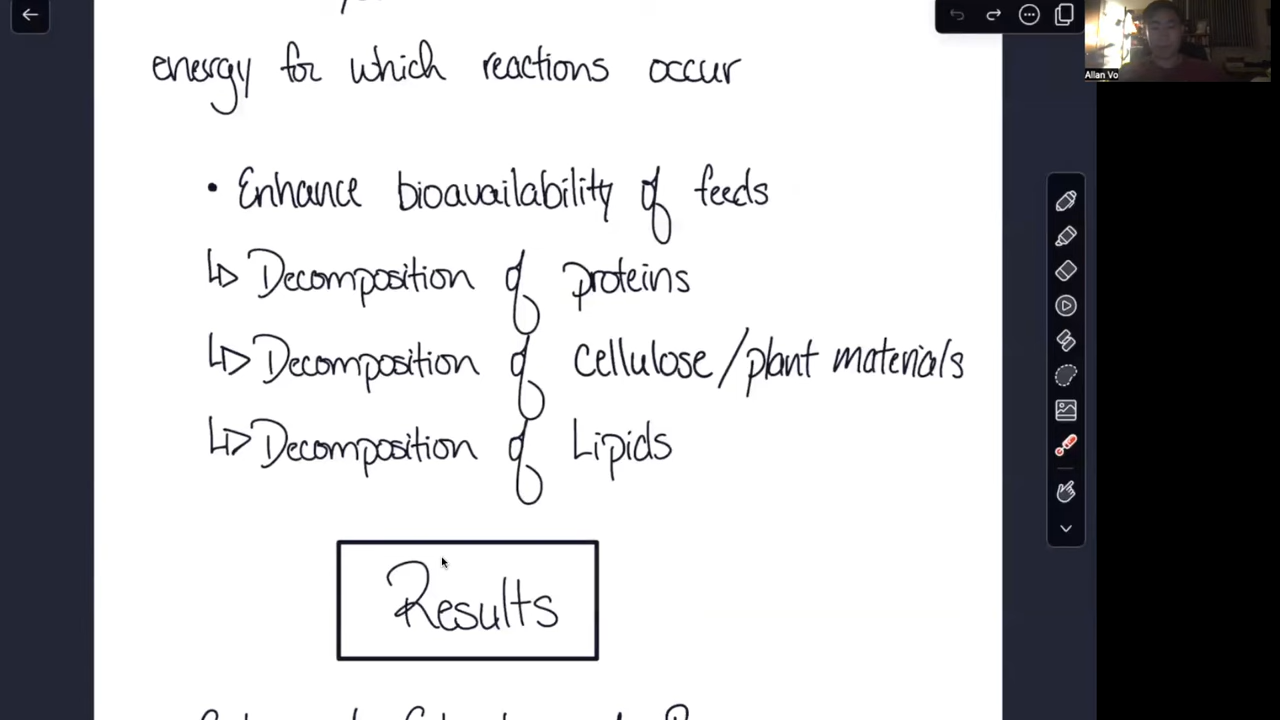 energy for which reactions occur
• Enhance bioavailability of feeds
↳ Decomposition of proteins
↳ Decomposition of cellulose/plant materials
↳ Decomposition of Lipids
Results
Allan Vo